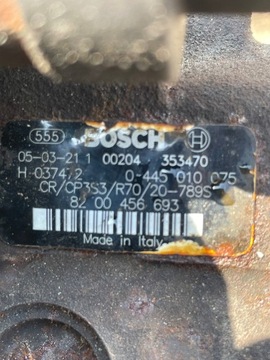 555 BOSCH
05-03-21 1 00204 353470
H 03747/2 0-445 010 075
CR/CP3S3/R70/20-789S
82 00 456 693
Made in Italy